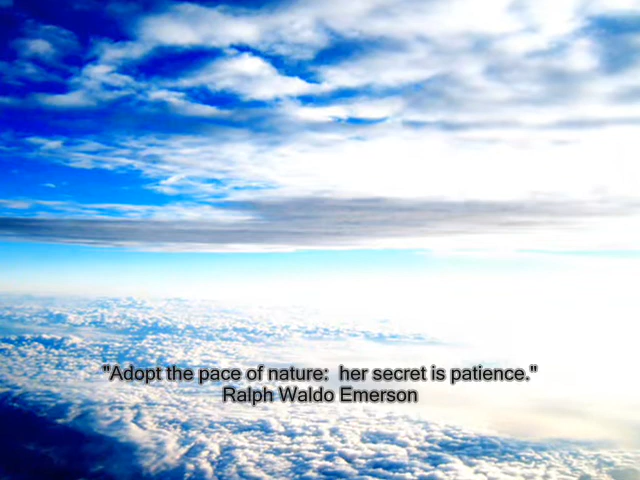 "Adopt the pace of nature:  her secret is patience."
Ralph Waldo Emerson